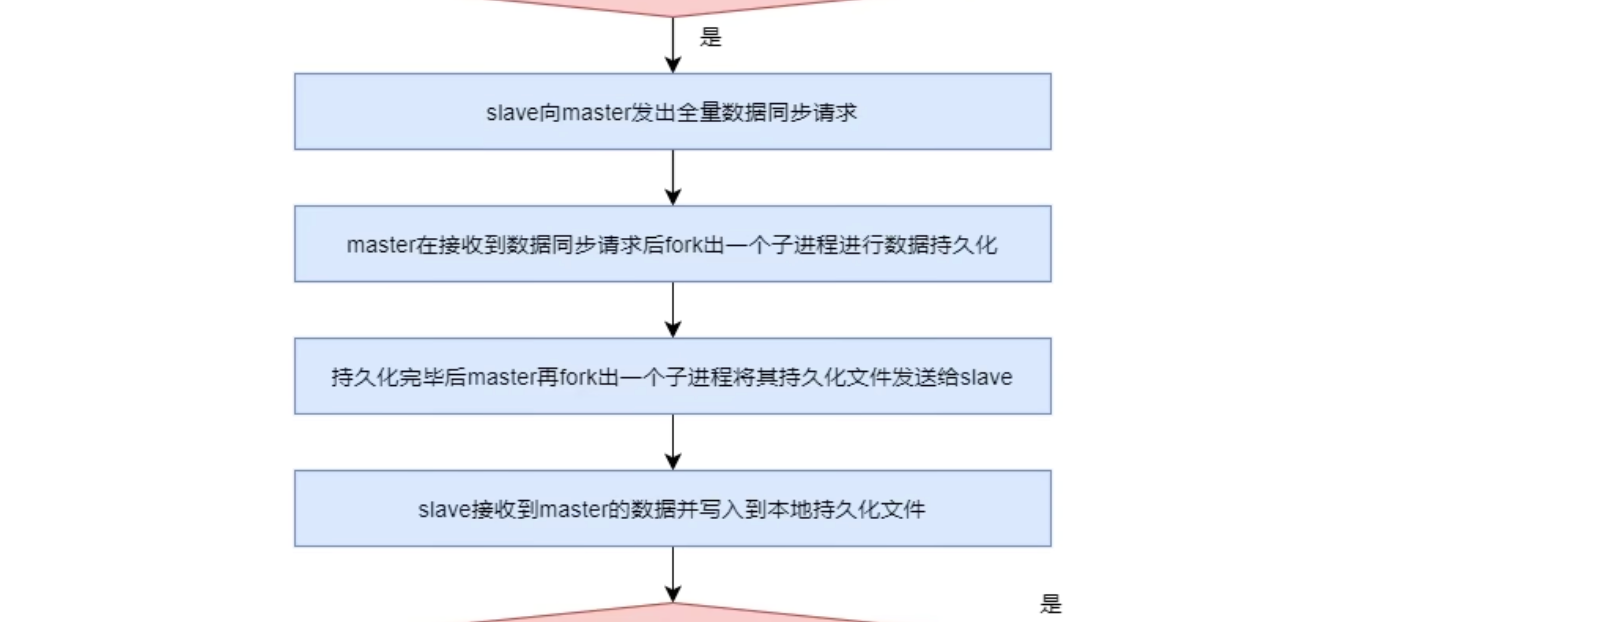 是
slave向master发出全量数据同步请求
master在接收到数据同步请求后fork出一个子进程进行数据持久化
持久化完毕后master再fork出一个子进程将其持久化文件发送给slave
slave接收到master的数据并写入到本地持久化文件
是